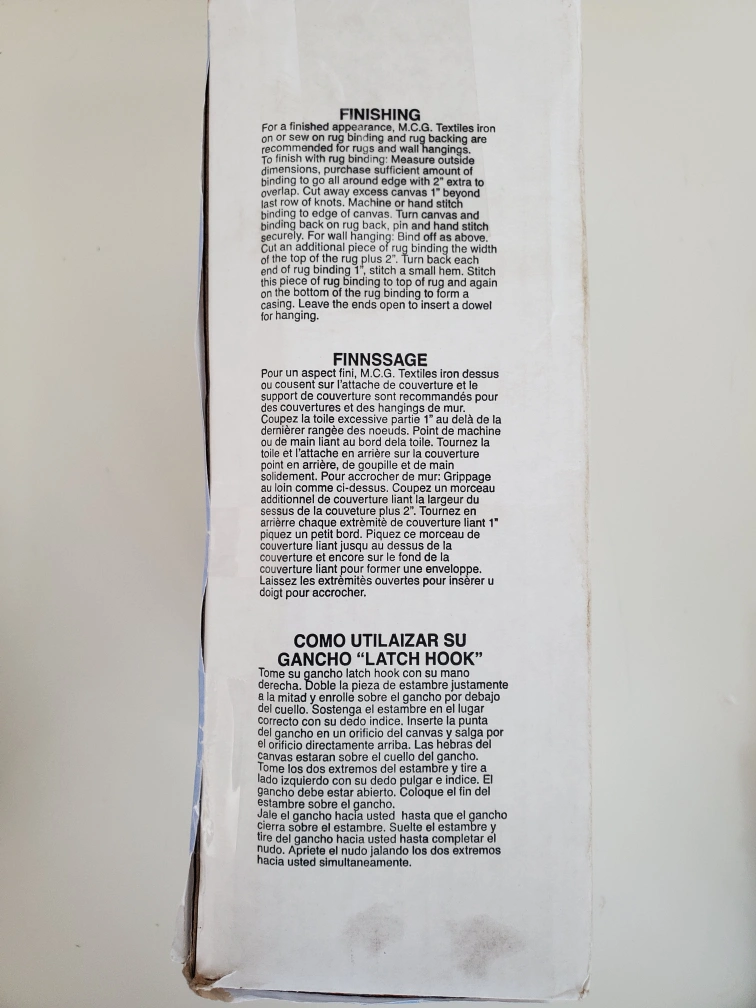 FINISHING
For a finished appearance, M.C.G. Textiles iron
on or sew on rug binding and rug backing are
recommended for rugs and wall hangings.
To finish with rug binding: Measure outside
dimensions, purchase sufficient amount of
binding to go all around edge with 2" extra to
overlap. Cut away excess canvas 1" beyond
last row of knots. Machine or hand stitch
binding to edge of canvas. Turn canvas and
binding back on rug back, pin and hand stitch
securely. For wall hanging: Bind off as above.
Cut an additional piece of rug binding the width
of the top of the rug plus 2". Turn back each
end of rug binding 1", stitch a small hem. Stitch
this piece of rug binding to top of rug and again
on the bottom of the rug binding to form a
casing. Leave the ends open to insert a dowel
for hanging.
FINNSSAGE
Pour un aspect fini, M.C.G. Textiles iron dessus
ou cousent sur l'attache de couverture et le
support de couverture sont recommandés pour
des couvertures et des hangings de mur.
Coupez la toile excessive partie 1" au delà de la
dernièrer rangèe des noeuds. Point de machine
ou de main liant au bord dela toile. Tournez la
toile et l'attache en arrière sur la couverture
point en arrière, de goupille et de main
solidement. Pour accrocher de mur: Grippage
au loin comme ci-dessus. Coupez un morceau
additionnel de couverture liant la largeur du
sessus de la couveture plus 2". Tournez en
arrièrre chaque extrèmitè de couverture liant 1"
piquez un petit bord. Piquez ce morceau de
couverture liant jusqu au dessus de la
couverture et encore sur le fond de la
couverture liant pour former une enveloppe.
Laissez les extrèmitès ouvertes pour insèrer u
doigt pour accrocher.
COMO UTILAIZAR SU
GANCHO "LATCH HOOK"
Tome su gancho latch hook con su mano
derecha. Doble la pieza de estambre justamente
a la mitad y enrolle sobre el gancho por debajo
del cuello. Sostenga el estambre en el lugar
correcto con su dedo indice. Inserte la punta
del gancho en un orificio del canvas y salga por
el orificio directamente arriba. Las hebras del
canvas estaran sobre el cuello del gancho.
Tome los dos extremos del estambre y tire a
lado izquierdo con su dedo pulgar e indice. El
gancho debe estar abierto. Coloque el fin del
estambre sobre el gancho.
Jale el gancho hacia usted hasta que el gancho
cierra sobre el estambre. Suelte el estambre y
tire del gancho hacia usted hasta completar el
nudo. Apriete el nudo jalando los dos extremos
hacia usted simultaneamente.